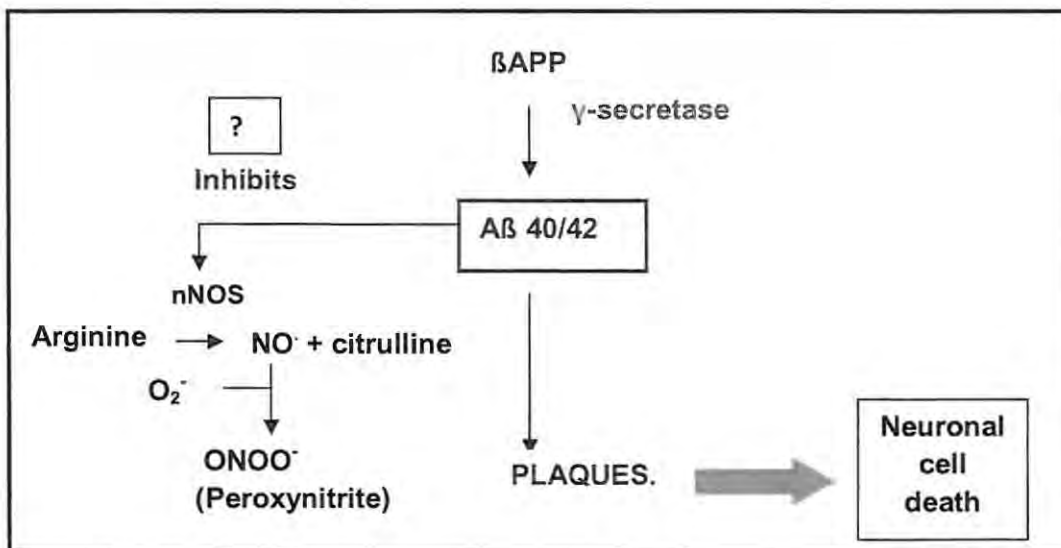 ßAPP
γ-secretase
?
Inhibits
Aß 40/42
nNOS
Arginine
NO· + citrulline
O₂⁻
ONOO⁻
(Peroxynitrite)
PLAQUES.
Neuronal
cell
death